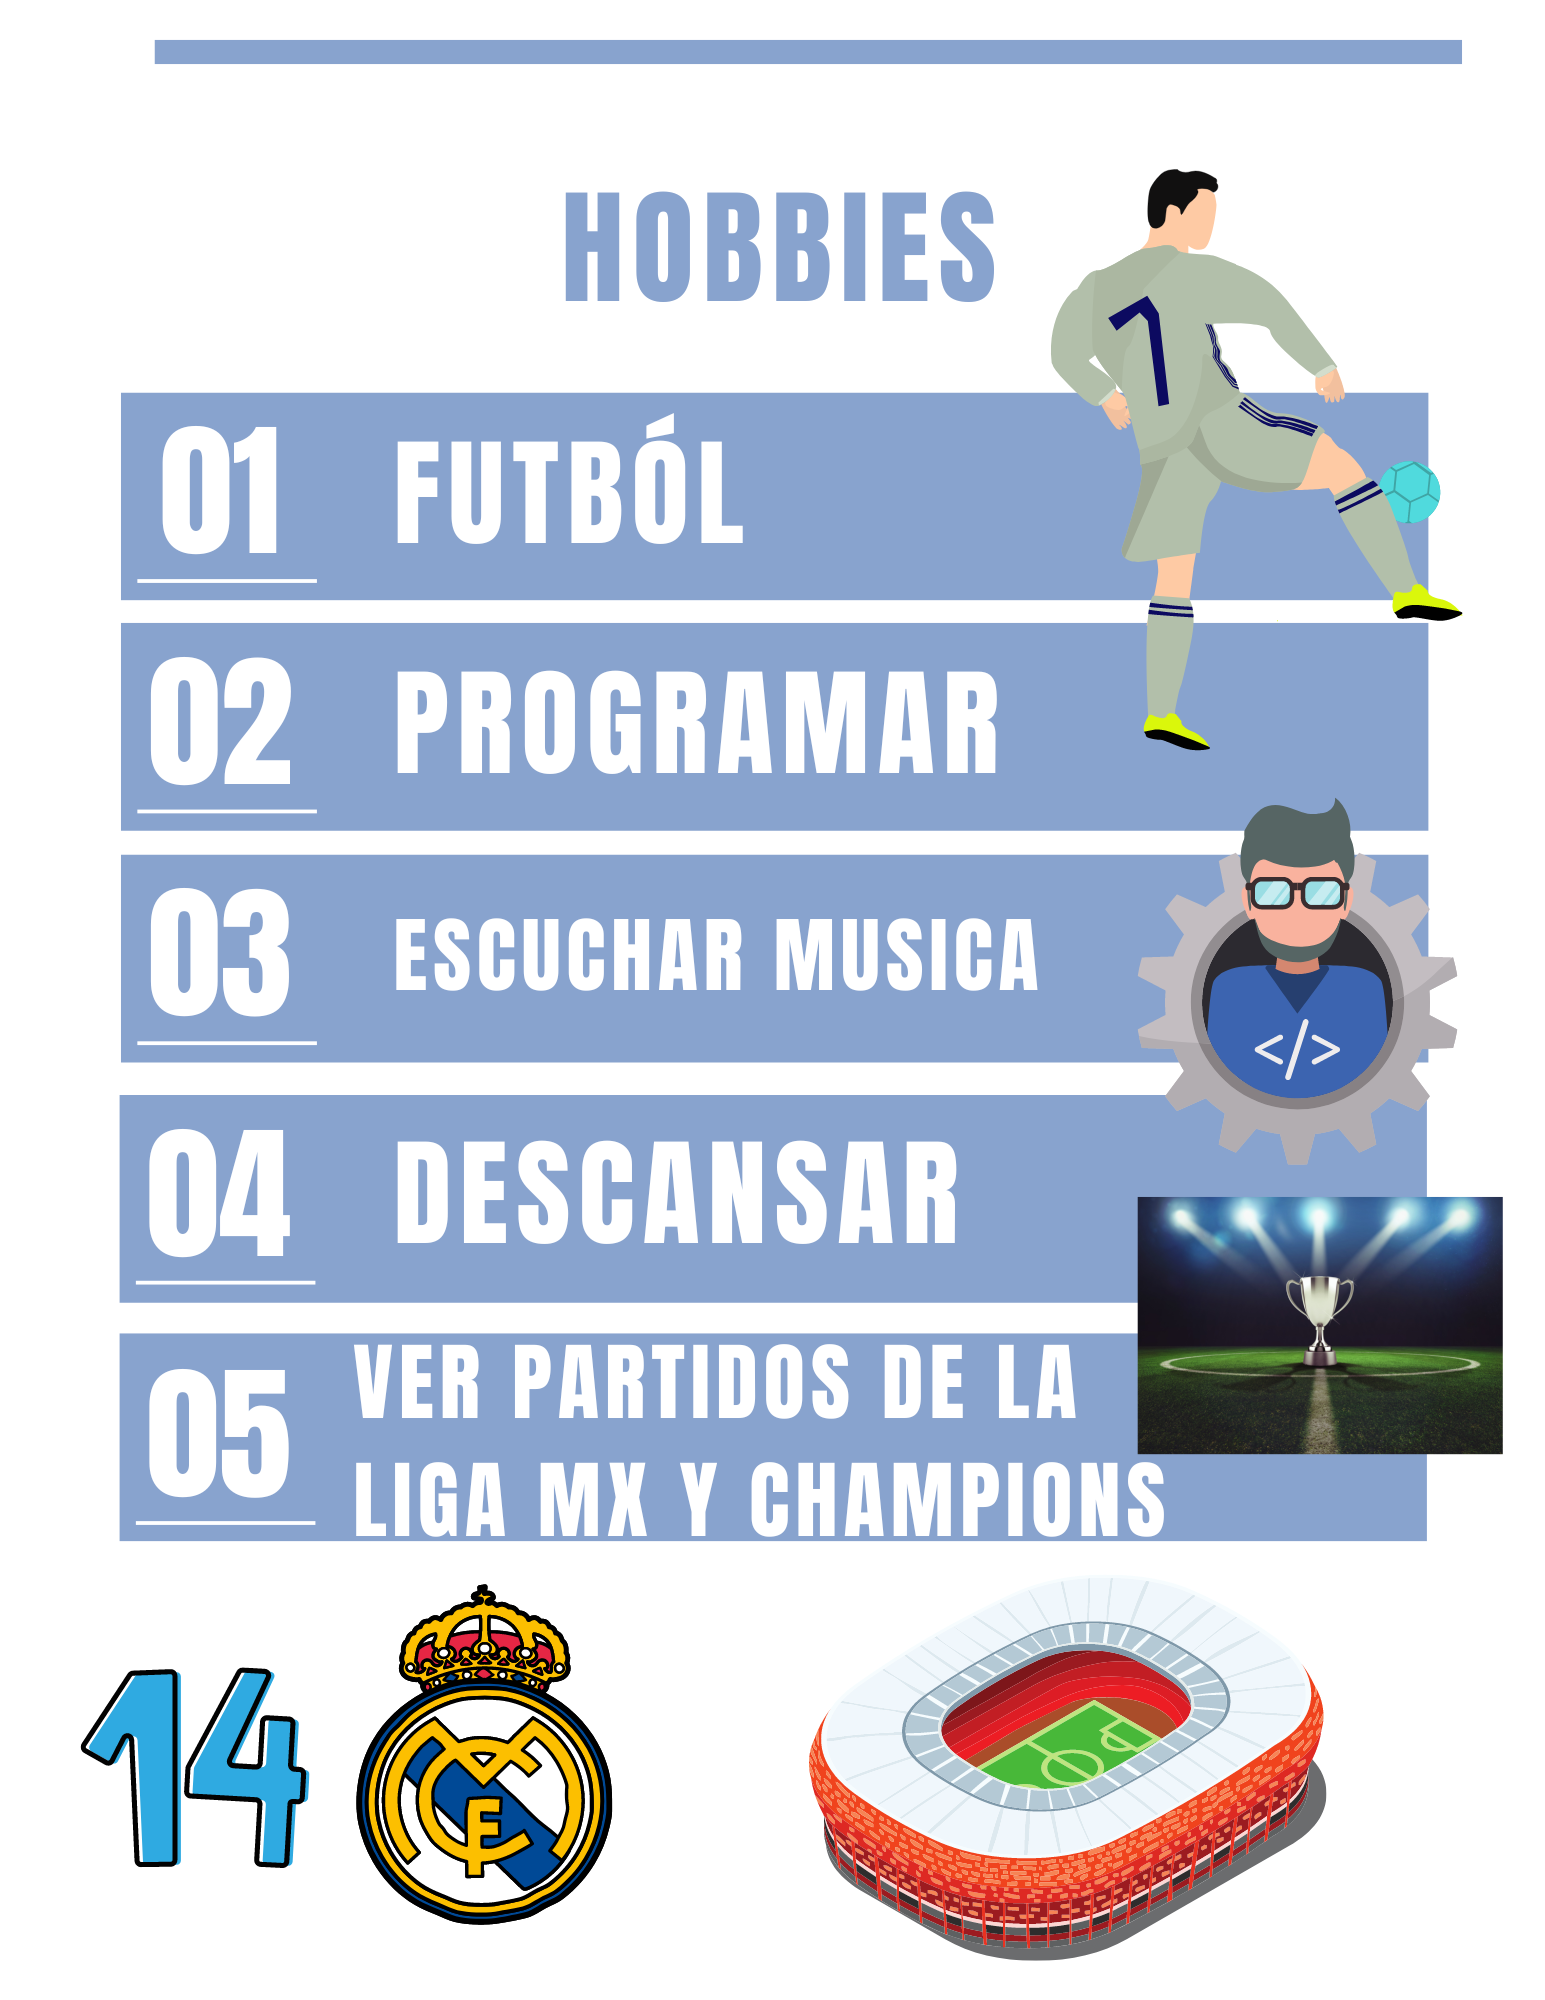 HOBBIES
7
01 FUTBÓL
02 PROGRAMAR
03 ESCUCHAR MUSICA
</>
04 DESCANSAR
05 VER PARTIDOS DE LA
LIGA MX Y CHAMPIONS
14